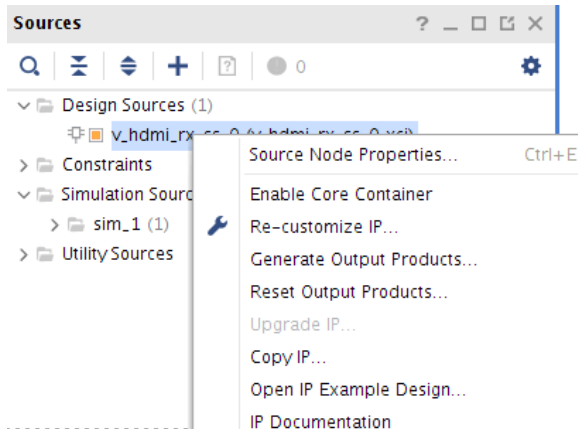 Sources
? _
0
Design Sources (1)
v_hdmi_rx_ss_0 (v_hdmi_rx_ss_0.xci)
Source Node Properties... Ctrl+E
Constraints
Enable Core Container
Simulation Sourc
Re-customize IP...
sim_1 (1)
Utility Sources
Generate Output Products...
Reset Output Products...
Upgrade IP...
Copy IP...
Open IP Example Design...
IP Documentation